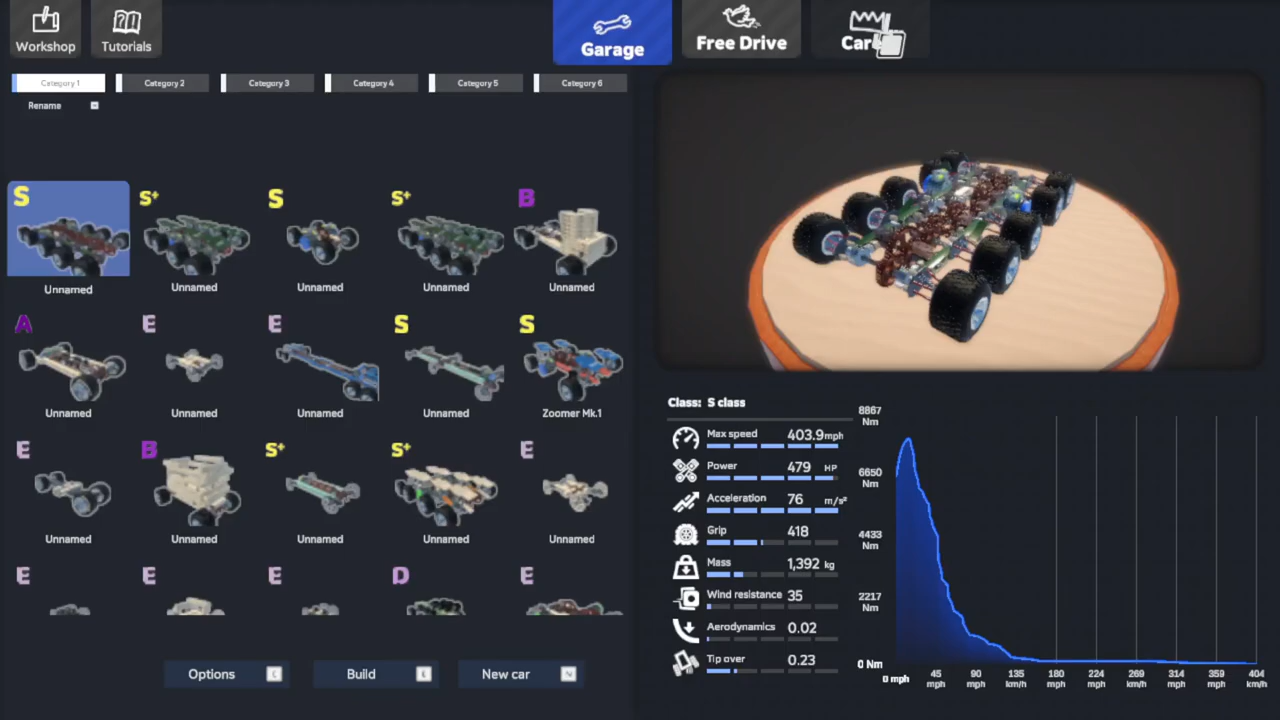 Workshop
Tutorials
Garage
Free Drive
Category 1
Category 2
Category 3
Category 4
Category 5
Category 6
Rename
S
S+
S
S+
B
Unnamed
Unnamed
Unnamed
Unnamed
Unnamed
A
E
E
S
S
Unnamed
Unnamed
Unnamed
Unnamed
Zoomer Mk.1
E
B
S+
S+
E
Unnamed
Unnamed
Unnamed
Unnamed
Unnamed
E
E
E
D
E
Options
Build
New car
Class: S class
Max speed 403.9mph
Power 479 HP
Acceleration 76 m/s²
Grip 418
Mass 1,392 kg
Wind resistance 35
Aerodynamics 0.02
Tip over 0.23
8867 Nm
6650 Nm
4433 Nm
2217 Nm
0 Nm
0 mph
45 mph
90 mph
135 km/h
180 mph
224 mph
269 km/h
314 mph
359 km/h
404 km/h